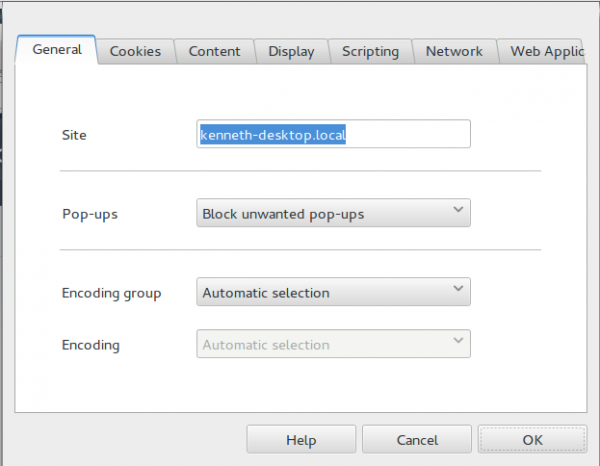 General Cookies Content Display Scripting Network Web Applic
Site kenneth-desktop.local
Pop-ups Block unwanted pop-ups
Encoding group Automatic selection
Encoding Automatic selection
Help Cancel OK